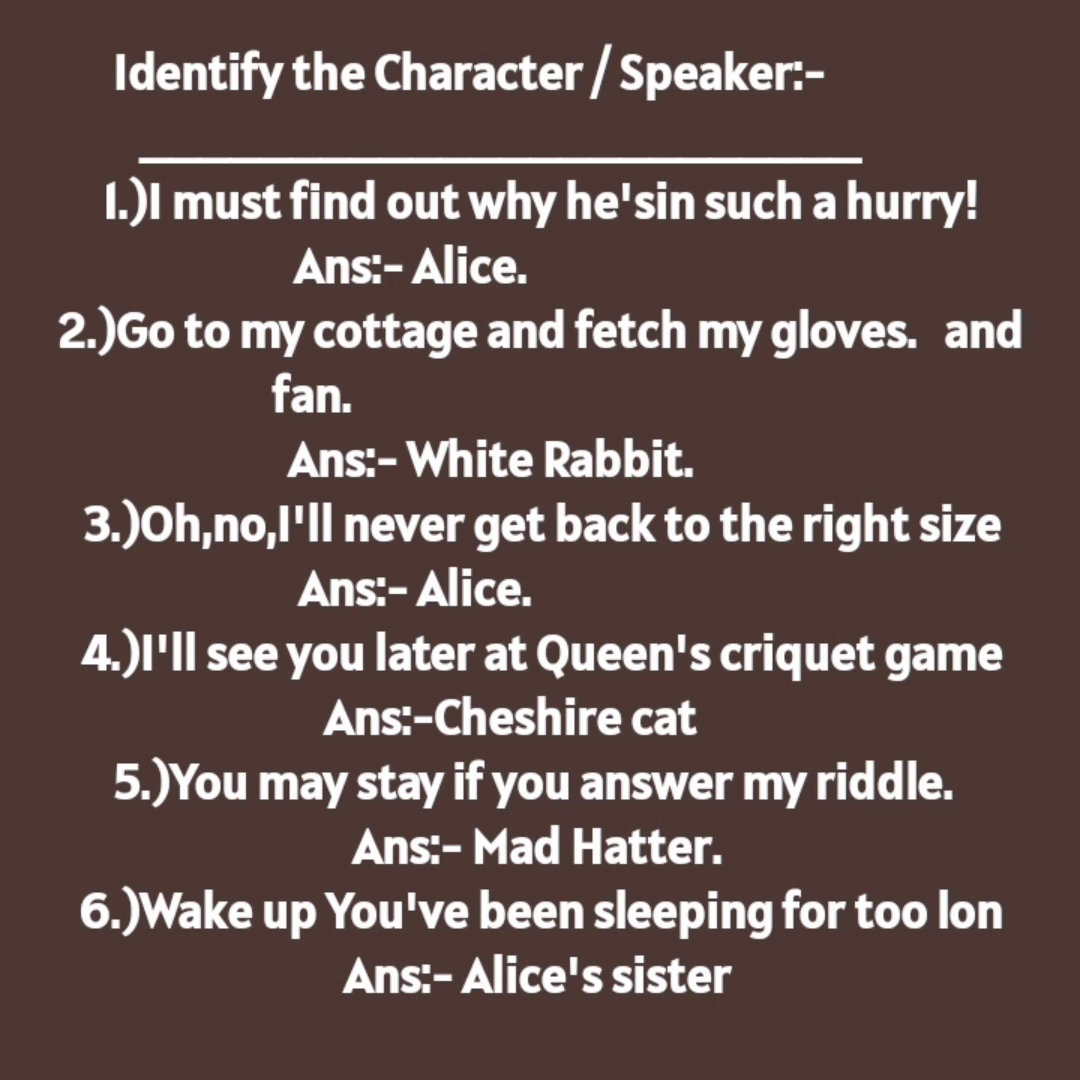 Identify the Character / Speaker:-
________________________
1.)I must find out why he'sin such a hurry!
Ans:- Alice.
2.)Go to my cottage and fetch my gloves.  and
fan.
Ans:- White Rabbit.
3.)Oh,no,I'll never get back to the right size
Ans:- Alice.
4.)I'll see you later at Queen's criquet game
Ans:-Cheshire cat
5.)You may stay if you answer my riddle.
Ans:- Mad Hatter.
6.)Wake up You've been sleeping for too lon
Ans:- Alice's sister